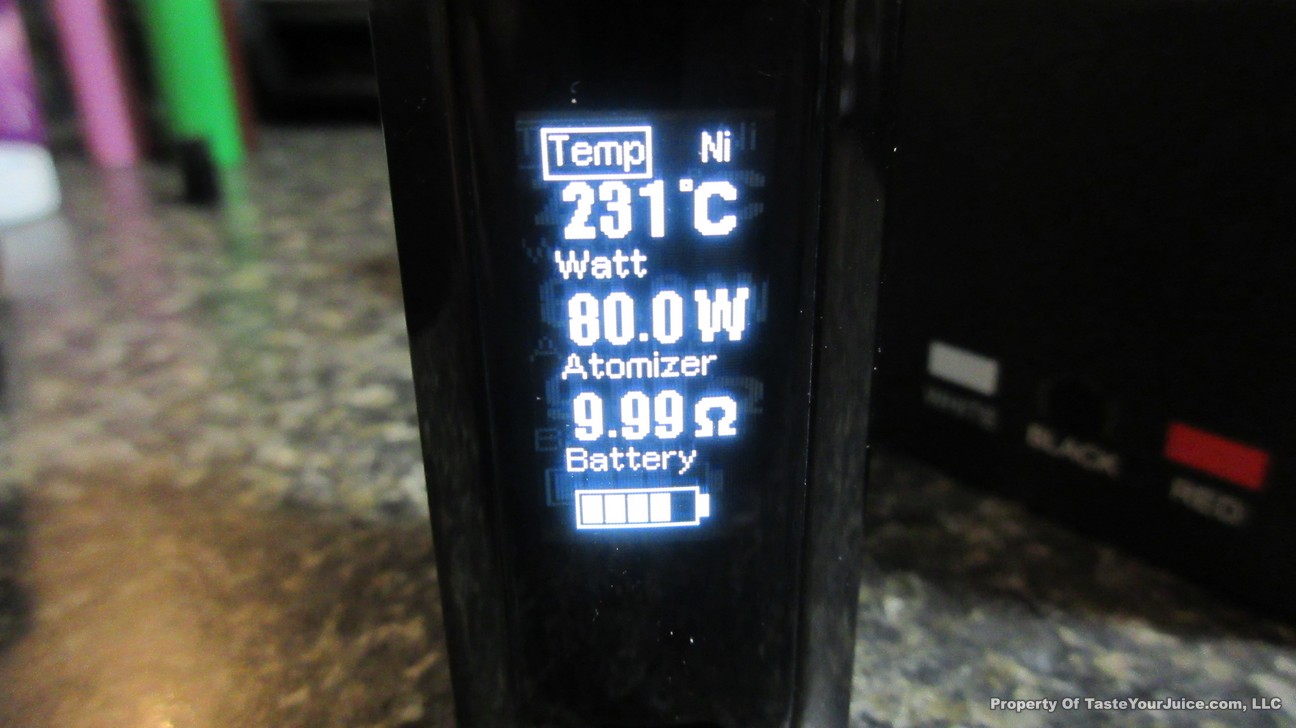 Temp Ni
231°C
Watt
80.0W
Atomizer
9.99Ω
Battery
WHITE
BLACK
RED
Property Of TasteYourJuice.com, LLC